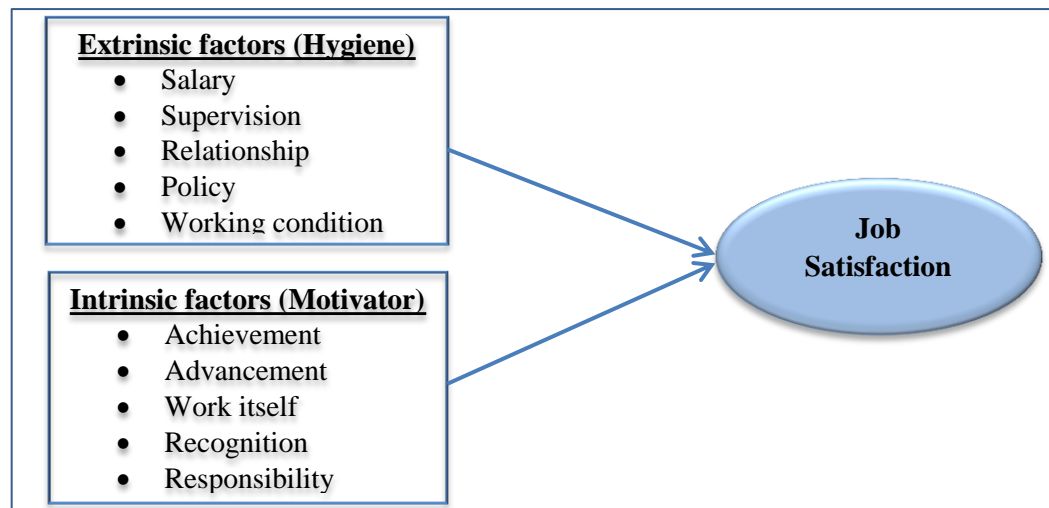 Extrinsic factors (Hygiene)
• Salary
• Supervision
• Relationship
• Policy
• Working condition
Intrinsic factors (Motivator)
• Achievement
• Advancement
• Work itself
• Recognition
• Responsibility
Job
Satisfaction